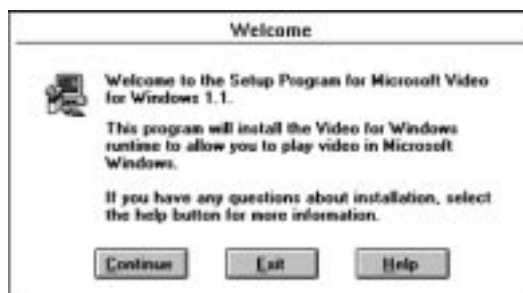 Welcome
Welcome to the Setup Program for Microsoft Video
for Windows 1.1.
This program will install the Video for Windows
runtime to allow you to play video in Microsoft
Windows.
If you have any questions about installation, select
the help button for more information.
Continue Exit Help